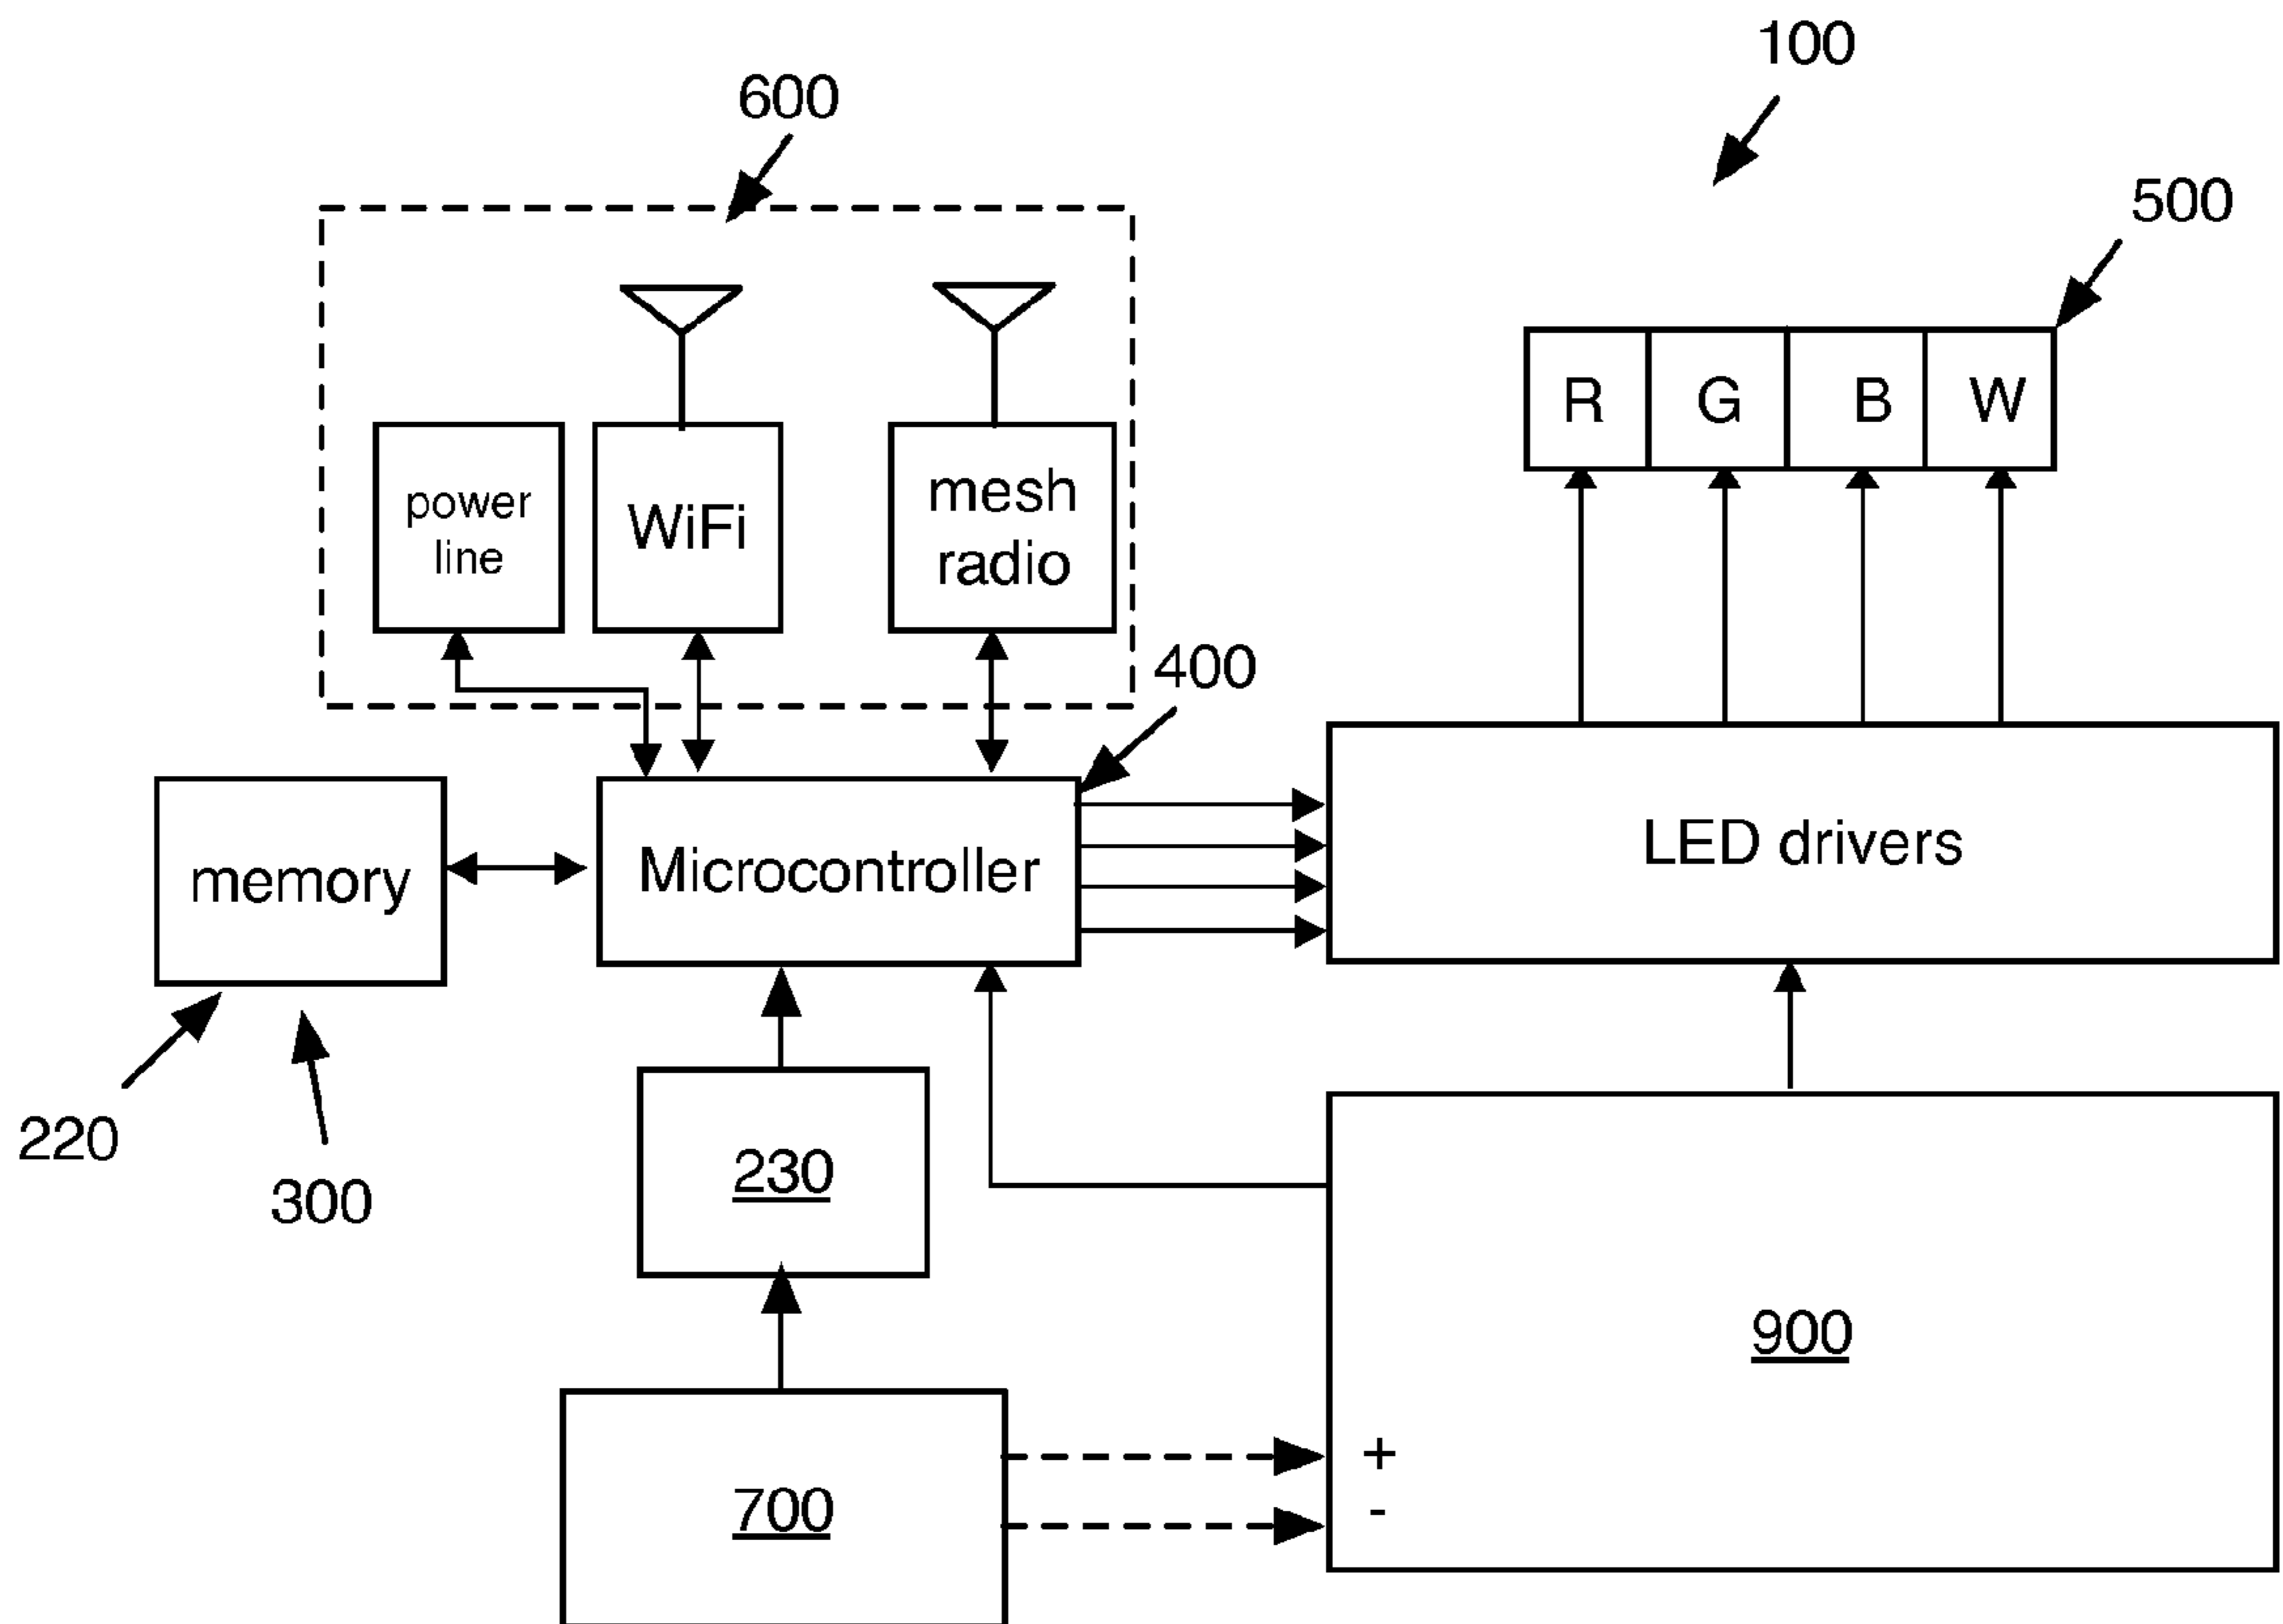 100
600
500
R G B W
power
line
WiFi
mesh
radio
400
memory
Microcontroller
LED drivers
220
300
230
900
+
-
700